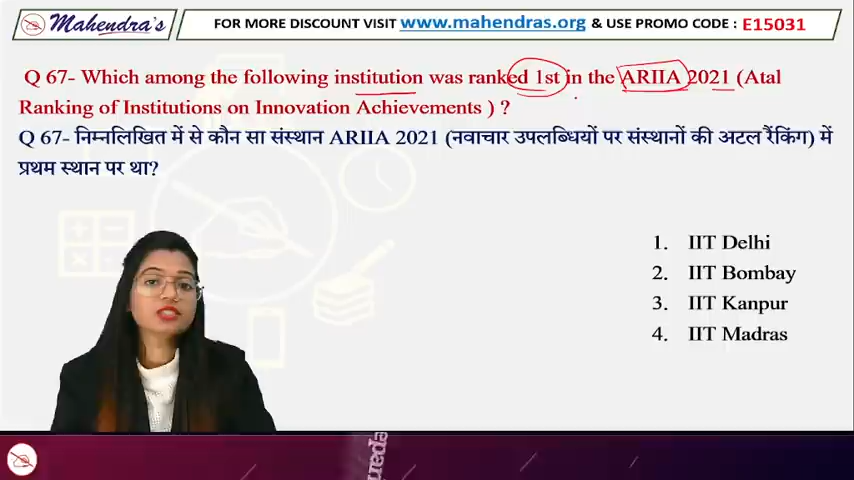 Mahendra's
FOR MORE DISCOUNT VISIT www.mahendras.org & USE PROMO CODE : E15031
Q 67- Which among the following institution was ranked 1st in the ARIIA 2021 (Atal
Ranking of Institutions on Innovation Achievements ) ?
Q 67- निम्नलिखित में से कौन सा संस्थान ARIIA 2021 (नवाचार उपलब्धियों पर संस्थानों की अटल रैंकिंग) में
प्रथम स्थान पर था?
1. IIT Delhi
2. IIT Bombay
3. IIT Kanpur
4. IIT Madras